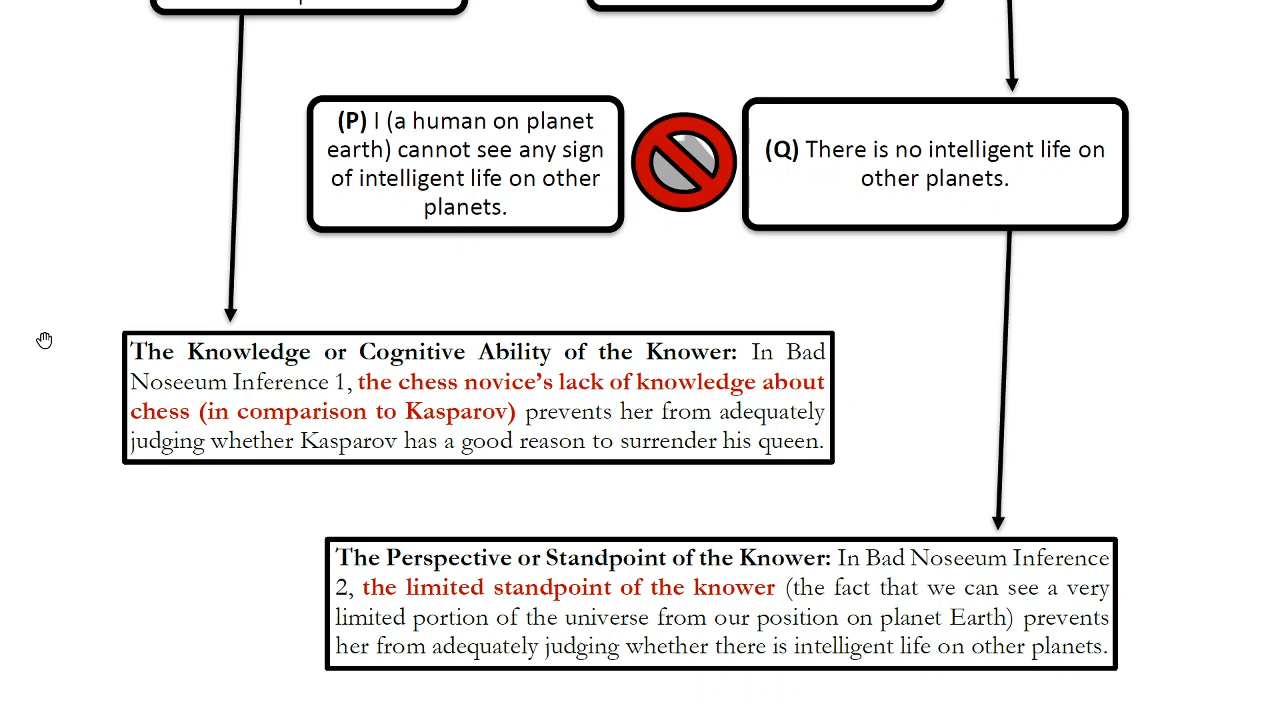 (P) I (a human on planet
earth) cannot see any sign
of intelligent life on other
planets.
(Q) There is no intelligent life on
other planets.
The Knowledge or Cognitive Ability of the Knower: In Bad
Noseeum Inference 1, the chess novice’s lack of knowledge about
chess (in comparison to Kasparov) prevents her from adequately
judging whether Kasparov has a good reason to surrender his queen.
The Perspective or Standpoint of the Knower: In Bad Noseeum Inference
2, the limited standpoint of the knower (the fact that we can see a very
limited portion of the universe from our position on planet Earth) prevents
her from adequately judging whether there is intelligent life on other planets.